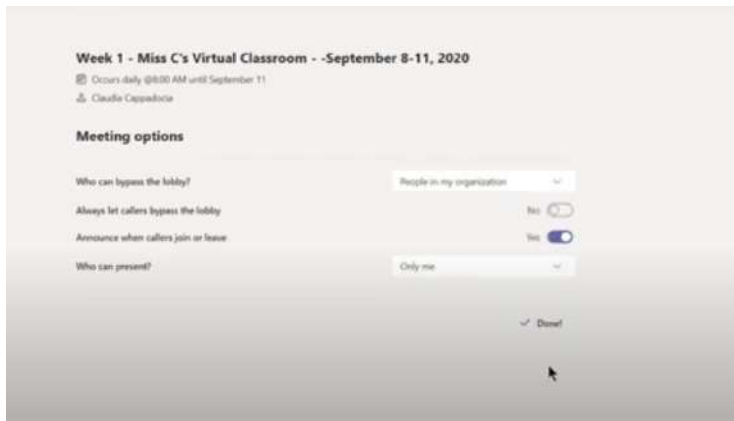 Week 1 - Miss C's Virtual Classroom - -September 8-11, 2020
Occurs daily @8:00 AM until September 11
Claudia Cappadocia
Meeting options
Who can bypass the lobby? People in my organization
Always let callers bypass the lobby No
Announce when callers join or leave Yes
Who can present? Only me
Done!